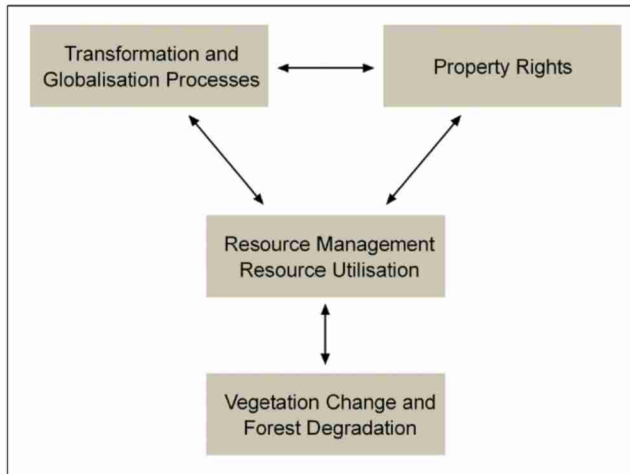 Transformation and
Globalisation Processes
Property Rights
Resource Management
Resource Utilisation
Vegetation Change and
Forest Degradation